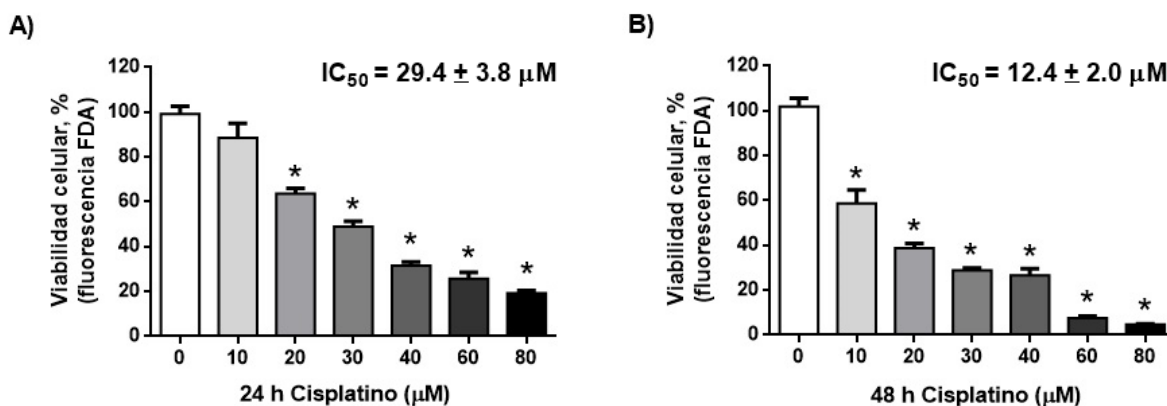 A)
IC50 = 29.4 ± 3.8 μM
Viabilidad celular, %
(fluorescencia FDA)
120
100
80
60
40
20
0
* * * * *
0 10 20 30 40 60 80
24 h Cisplatino (μM)
B)
IC50 = 12.4 ± 2.0 μM
Viabilidad celular, %
(fluorescencia FDA)
120
100
80
60
40
20
0
* * * * * *
0 10 20 30 40 60 80
48 h Cisplatino (μM)